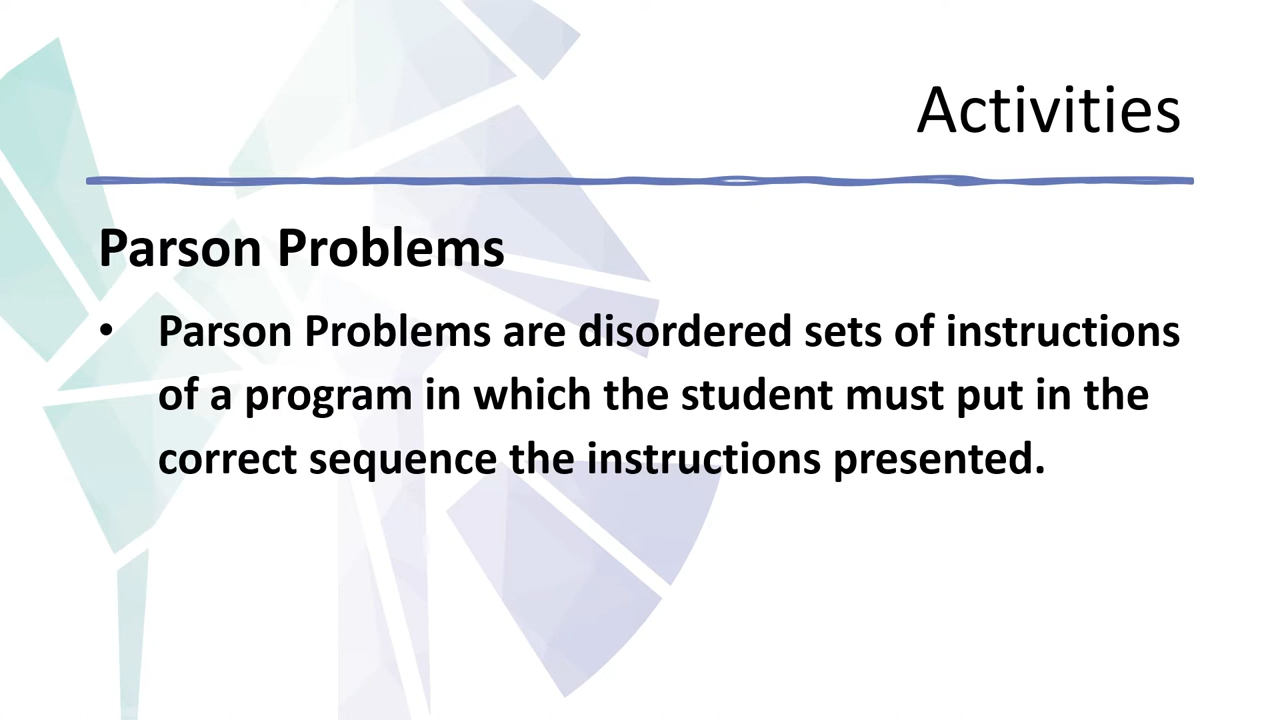 Activities
Parson Problems
• Parson Problems are disordered sets of instructions
of a program in which the student must put in the
correct sequence the instructions presented.